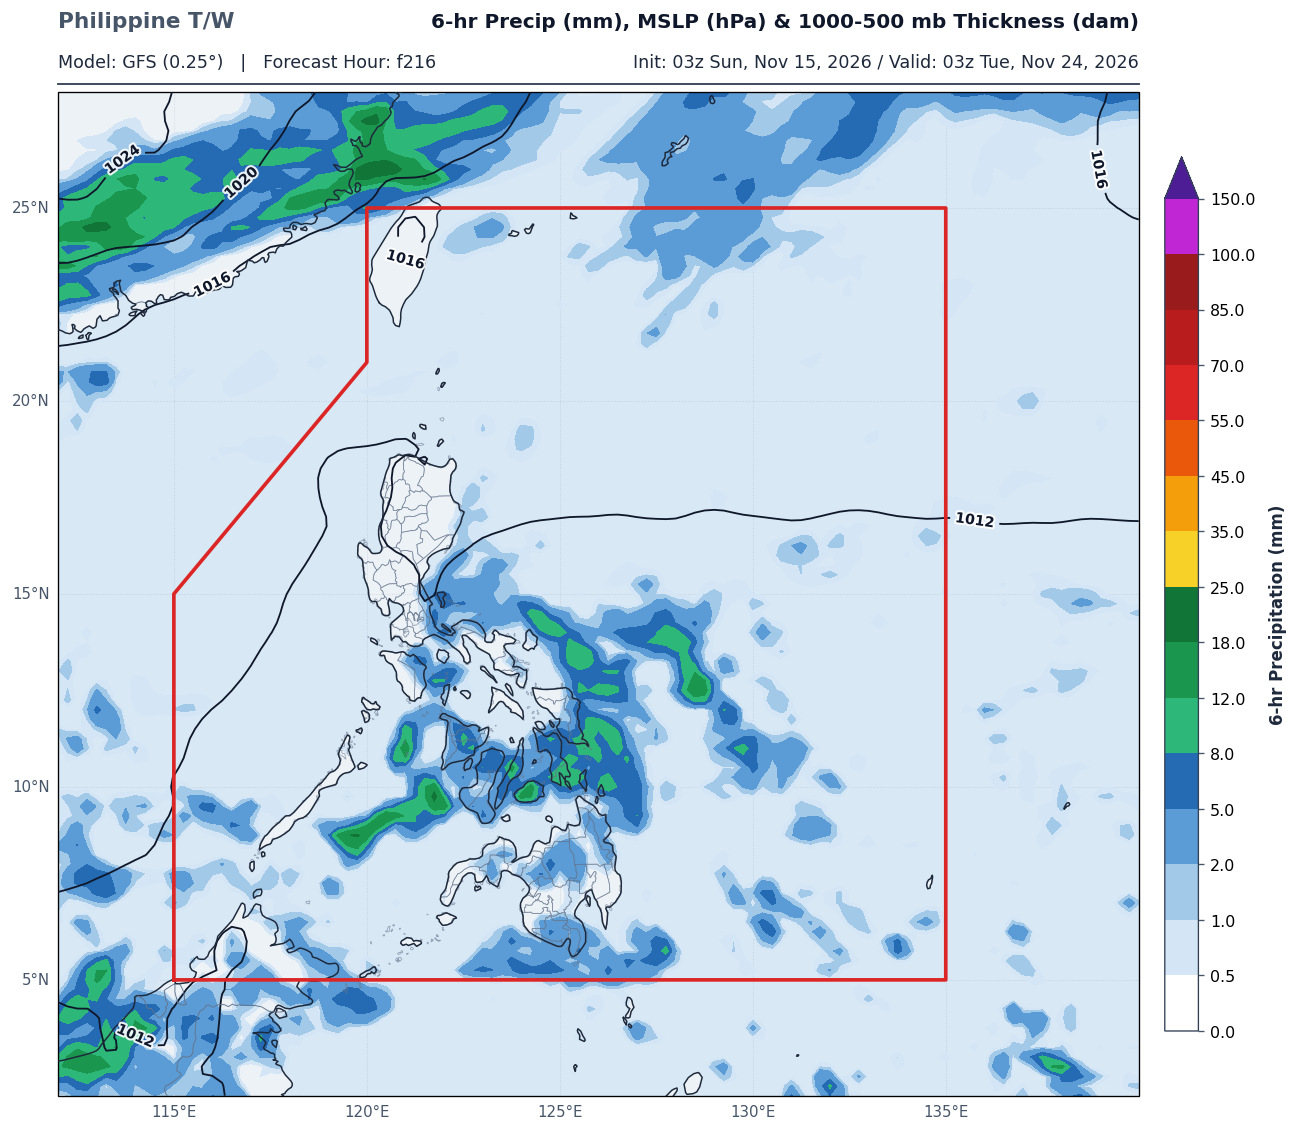 Philippine T/W
6-hr Precip (mm), MSLP (hPa) & 1000-500 mb Thickness (dam)
Model: GFS (0.25°) | Forecast Hour: f216
Init: 03z Sun, Nov 15, 2026 / Valid: 03z Tue, Nov 24, 2026
1024
1020
1016
1016
1016
1012
1012
25°N
20°N
15°N
10°N
5°N
115°E
120°E
125°E
130°E
135°E
150.0
100.0
85.0
70.0
55.0
45.0
35.0
25.0
18.0
12.0
8.0
5.0
2.0
1.0
0.5
0.0
6-hr Precipitation (mm)